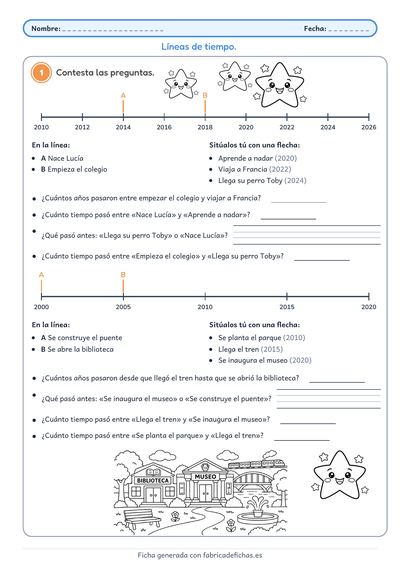 Nombre:
Fecha:
Líneas de tiempo.
1 Contesta las preguntas.
A B
2010 2012 2014 2016 2018 2020 2022 2024 2026
En la línea:
• A Nace Lucía
• B Empieza el colegio
Sitúalos tú con una flecha:
• Aprende a nadar (2020)
• Viaja a Francia (2022)
• Llega su perro Toby (2024)
• ¿Cuántos años pasaron entre empezar el colegio y viajar a Francia?
• ¿Cuánto tiempo pasó entre «Nace Lucía» y «Aprende a nadar»?
• ¿Qué pasó antes: «Llega su perro Toby» o «Nace Lucía»?
• ¿Cuánto tiempo pasó entre «Empieza el colegio» y «Llega su perro Toby»?
A B
2000 2005 2010 2015 2020
En la línea:
• A Se construye el puente
• B Se abre la biblioteca
Sitúalos tú con una flecha:
• Se planta el parque (2010)
• Llega el tren (2015)
• Se inaugura el museo (2020)
• ¿Cuántos años pasaron desde que llegó el tren hasta que se abrió la biblioteca?
• ¿Qué pasó antes: «Se inaugura el museo» o «Se construye el puente»?
• ¿Cuánto tiempo pasó entre «Llega el tren» y «Se inaugura el museo»?
• ¿Cuánto tiempo pasó entre «Se planta el parque» y «Llega el tren»?
BIBLIOTECA
MUSEO
Ficha generada con fabricadefichas.es